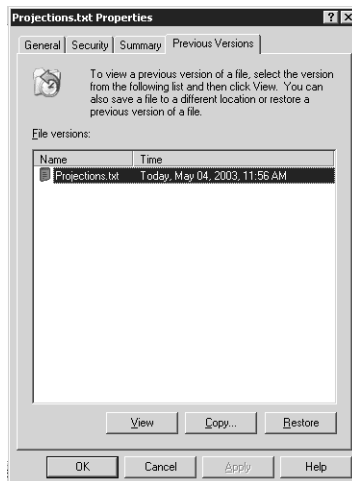 Projections.txt Properties
General Security Summary Previous Versions
To view a previous version of a file, select the version
from the following list and then click View. You can
also save a file to a different location or restore a
previous version of a file.
File versions:
Name Time
Projections.txt Today, May 04, 2003, 11:56 AM
View Copy... Restore
OK Cancel Apply Help